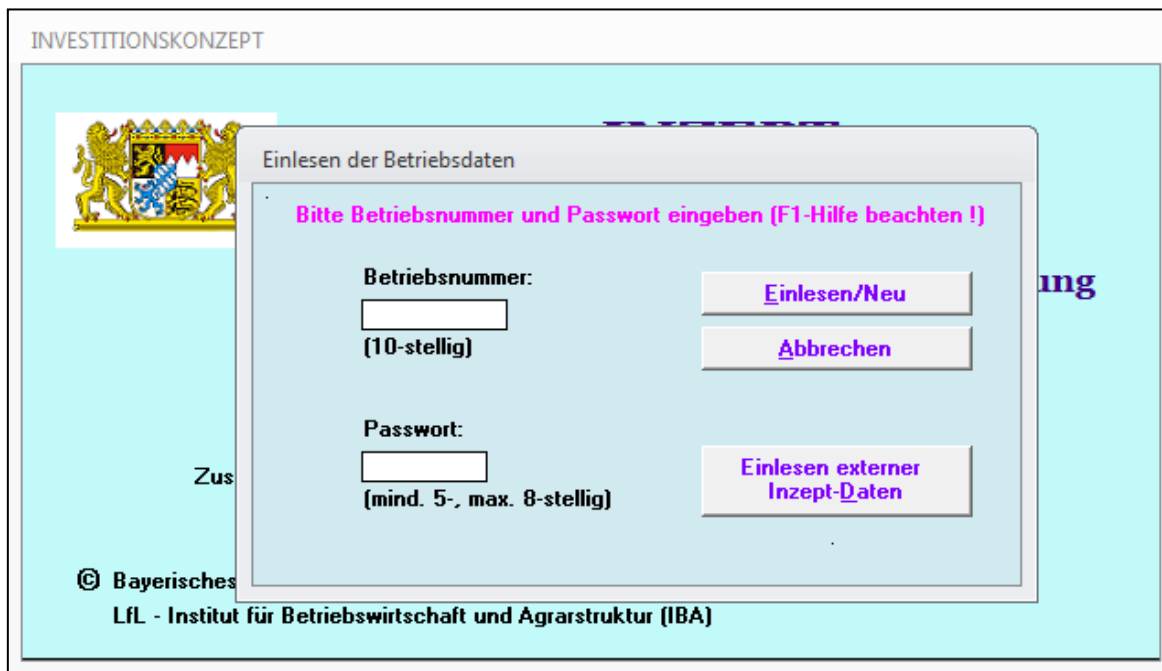 INVESTITIONSKONZEPT
Einlesen der Betriebsdaten
Bitte Betriebsnummer und Passwort eingeben (F1-Hilfe beachten !)
Betriebsnummer:
(10-stellig)
Einlesen/Neu
Abbrechen
Passwort:
(mind. 5-, max. 8-stellig)
Einlesen externer
Inzept-Daten
ung
Zus
© Bayerisches
LfL - Institut für Betriebswirtschaft und Agrarstruktur (IBA)